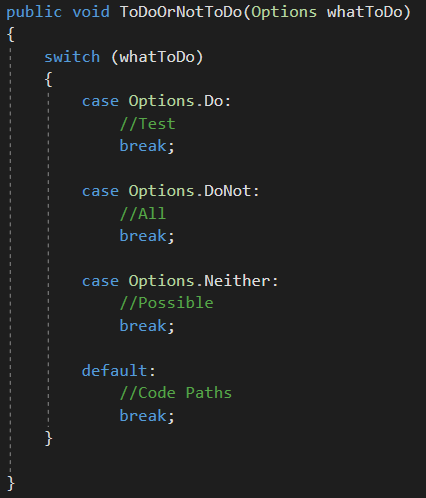 public void ToDoOrNotToDo(Options whatToDo)
{
    switch (whatToDo)
    {
        case Options.Do:
            //Test
            break;

        case Options.DoNot:
            //All
            break;

        case Options.Neither:
            //Possible
            break;

        default:
            //Code Paths
            break;
    }

}